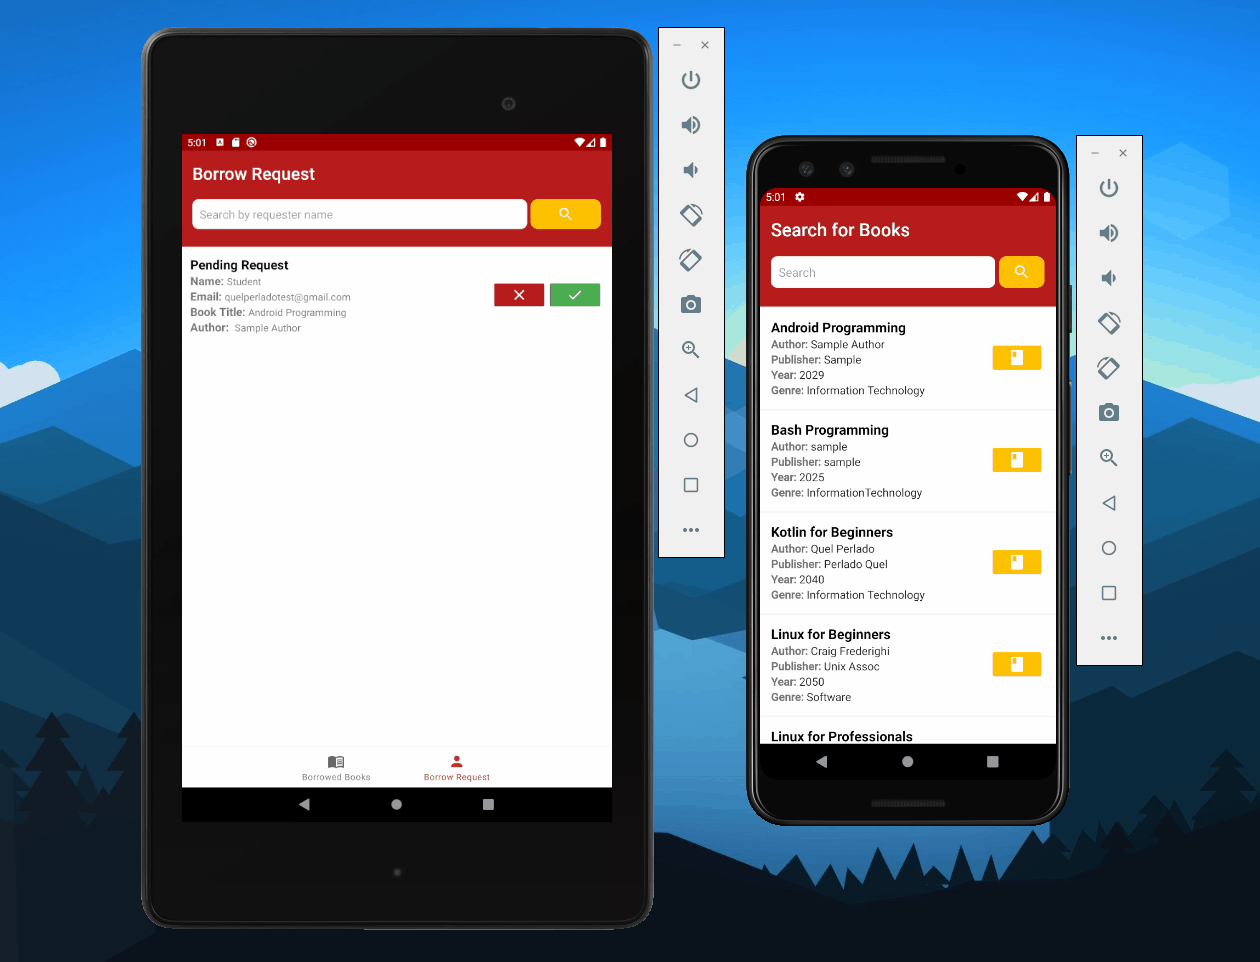 5:01
Borrow Request
Search by requester name
Pending Request
Name: Student
Email: quelperladotest@gmail.com
Book Title: Android Programming
Author: Sample Author
Borrowed Books
Borrow Request
5:01
Search for Books
Search
Android Programming
Author: Sample Author
Publisher: Sample
Year: 2029
Genre: Information Technology
Bash Programming
Author: sample
Publisher: sample
Year: 2025
Genre: InformationTechnology
Kotlin for Beginners
Author: Quel Perlado
Publisher: Perlado Quel
Year: 2040
Genre: Information Technology
Linux for Beginners
Author: Craig Frederighi
Publisher: Unix Assoc
Year: 2050
Genre: Software
Linux for Professionals